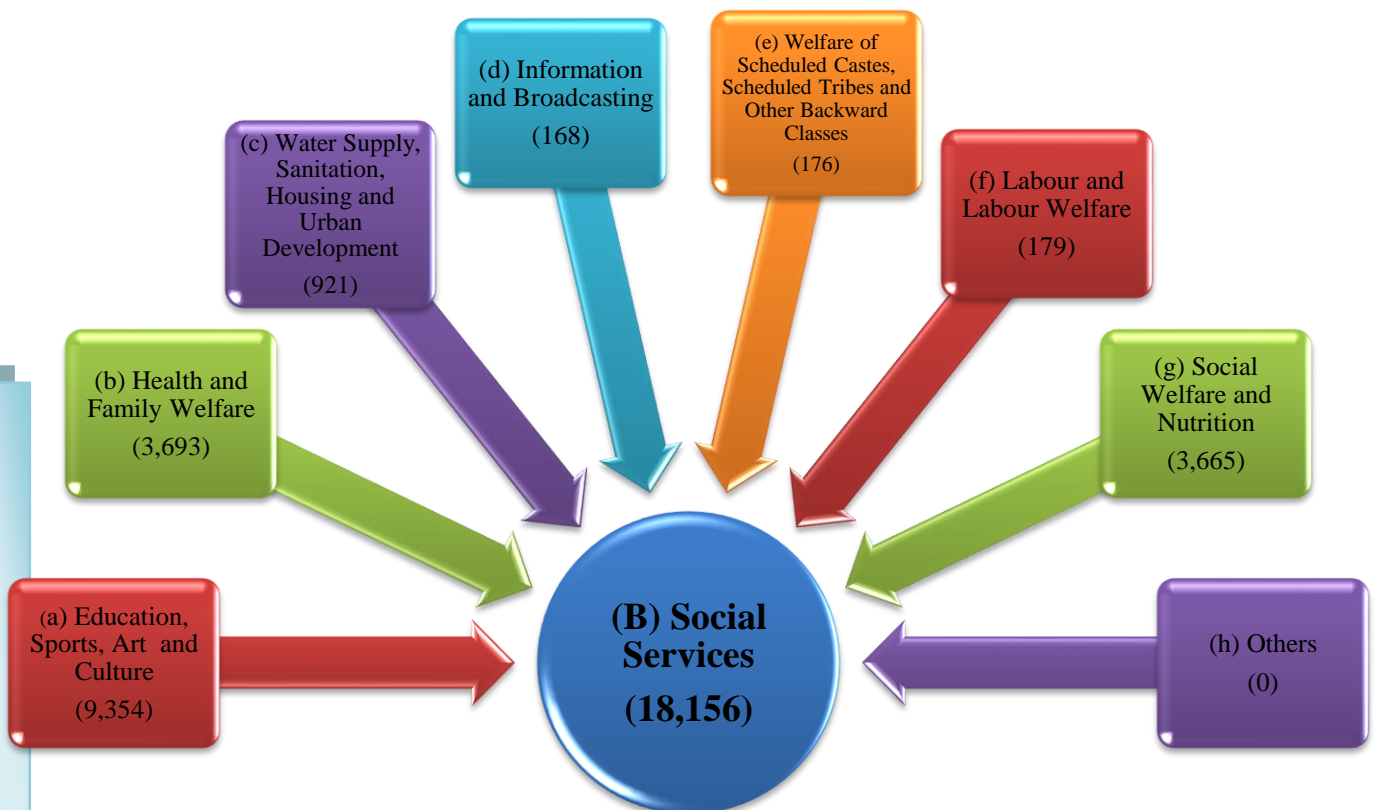 (a) Education,
Sports, Art and
Culture
(9,354)
(b) Health and
Family Welfare
(3,693)
(c) Water Supply,
Sanitation,
Housing and
Urban
Development
(921)
(d) Information
and Broadcasting
(168)
(e) Welfare of
Scheduled Castes,
Scheduled Tribes and
Other Backward
Classes
(176)
(f) Labour and
Labour Welfare
(179)
(g) Social
Welfare and
Nutrition
(3,665)
(h) Others
(0)
(B) Social
Services
(18,156)